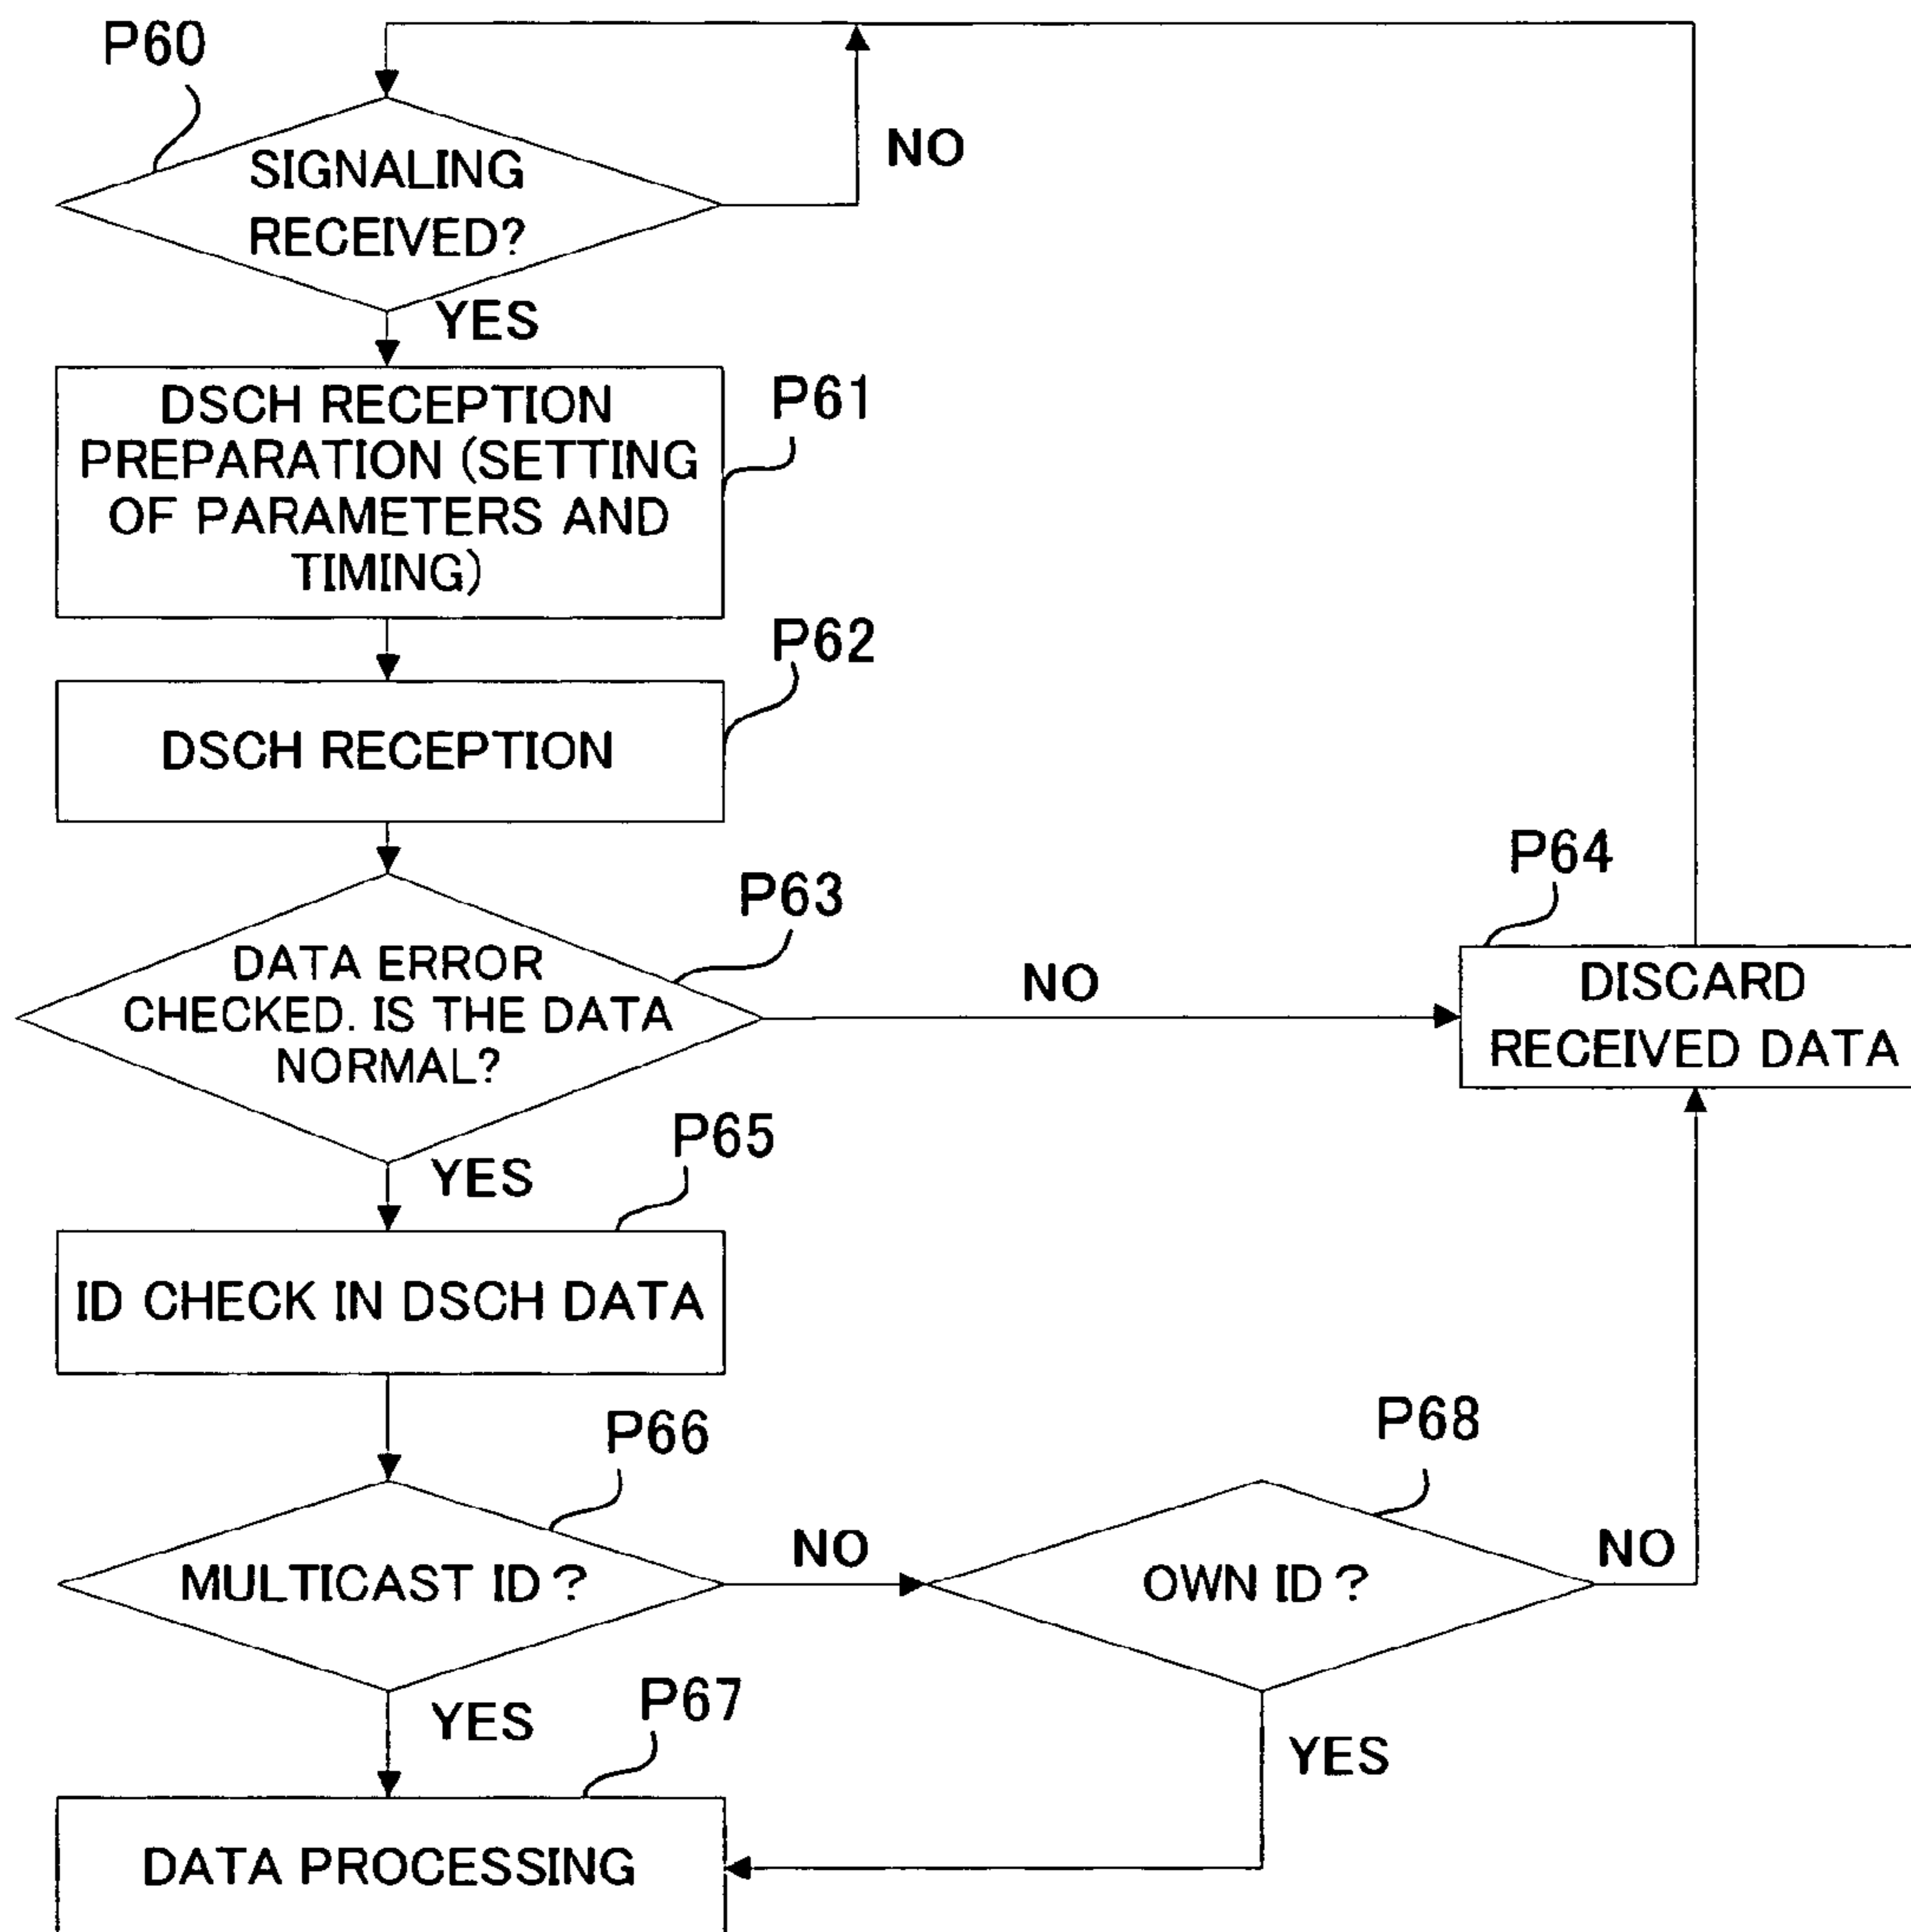 P60
SIGNALING
RECEIVED?
NO
YES
DSCH RECEPTION
PREPARATION (SETTING
OF PARAMETERS AND
TIMING)
P61
P62
DSCH RECEPTION
P63
DATA ERROR
CHECKED. IS THE DATA
NORMAL?
NO
P64
DISCARD
RECEIVED DATA
YES
P65
ID CHECK IN DSCH DATA
P66
MULTICAST ID ?
NO
P68
OWN ID ?
NO
YES
P67
YES
DATA PROCESSING